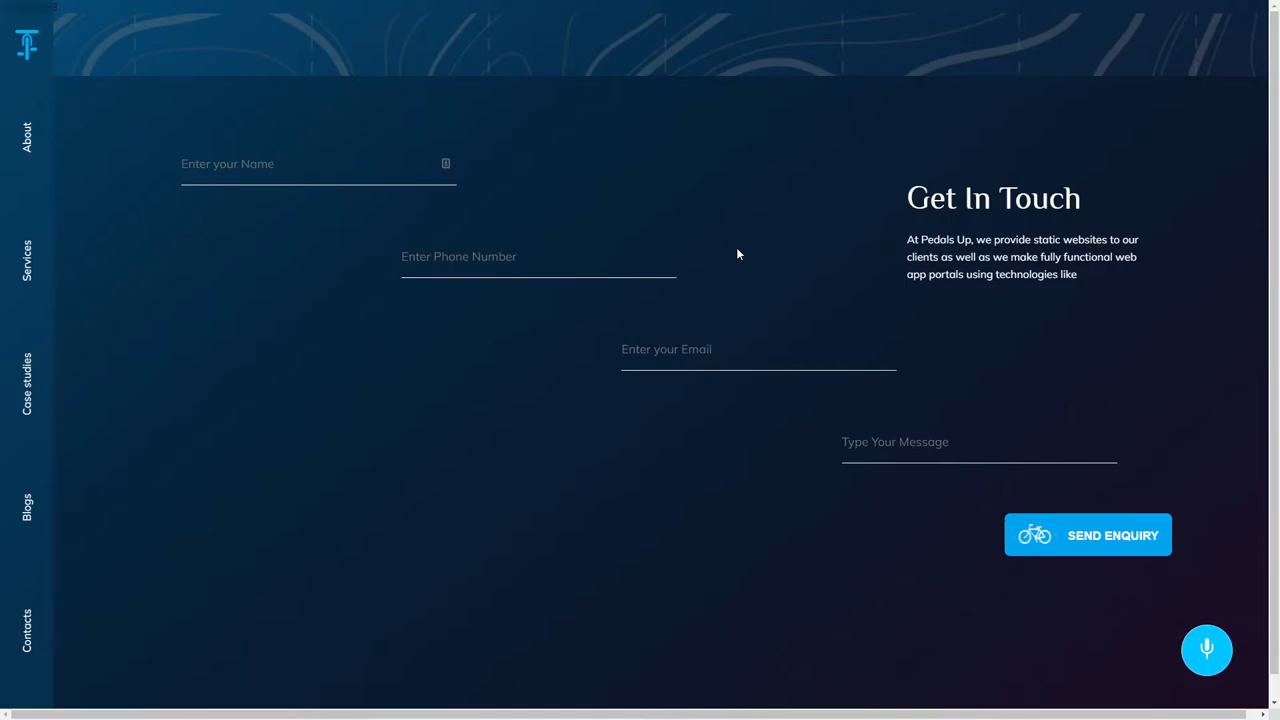 About
Services
Case studies
Blogs
Contacts
Enter your Name
Enter Phone Number
Enter your Email
Type Your Message
Get In Touch
At Pedals Up, we provide static websites to our
clients as well as we make fully functional web
app portals using technologies like
SEND ENQUIRY